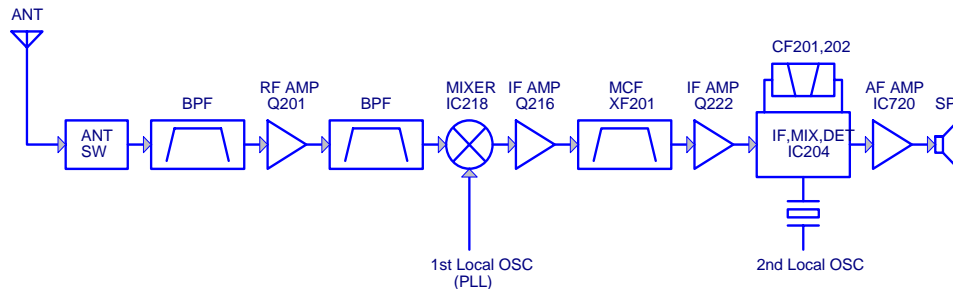 ANT
CF201,202
RF AMP
Q201
MIXER
IC218
IF AMP
Q216
MCF
XF201
IF AMP
Q222
AF AMP
IC720
SP
BPF
BPF
ANT
SW
IF,MIX,DET
IC204
1st Local OSC
(PLL)
2nd Local OSC